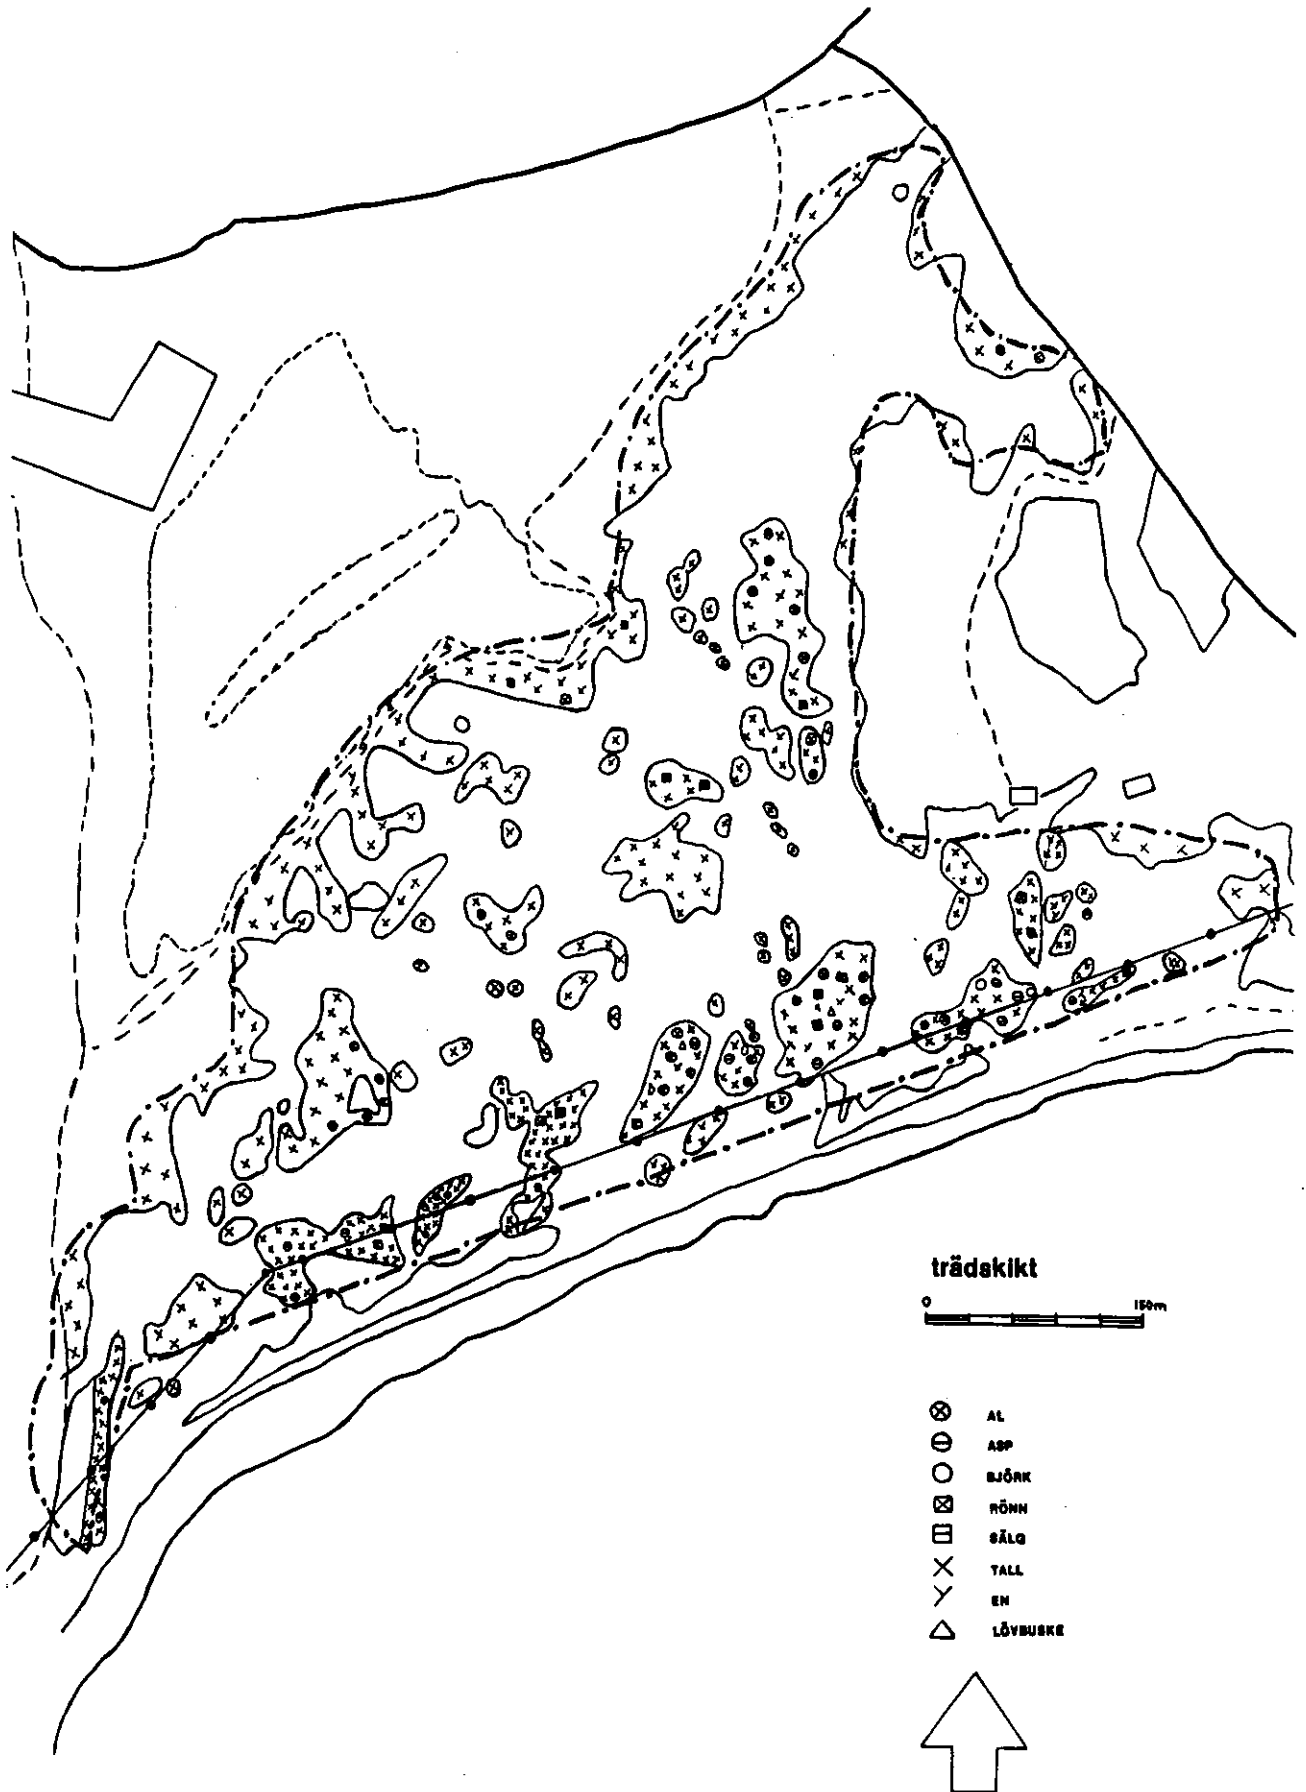 trädskikt
0 150m
AL
ASP
BJÖRK
RÖNN
SÄLG
TALL
EN
LÖVBUSKE